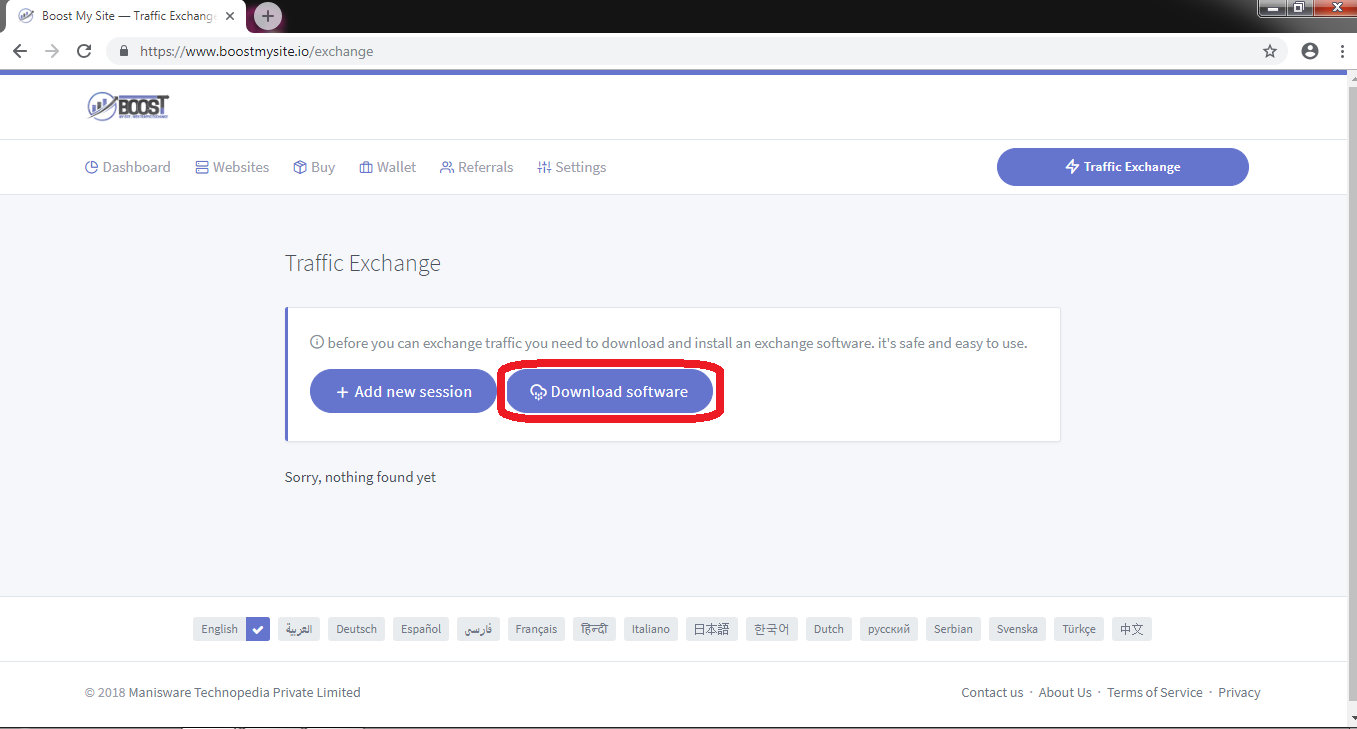 Boost My Site — Traffic Exchang
https://www.boostmysite.io/exchange
BOOST
Dashboard Websites Buy Wallet Referrals Settings Traffic Exchange
Traffic Exchange
before you can exchange traffic you need to download and install an exchange software. it's safe and easy to use.
+ Add new session Download software
Sorry, nothing found yet
English العربية Deutsch Español فارسی Français हिन्दी Italiano 日本語 한국어 Dutch русский Serbian Svenska Türkçe 中文
© 2018 Manisware Technopedia Private Limited Contact us · About Us · Terms of Service · Privacy